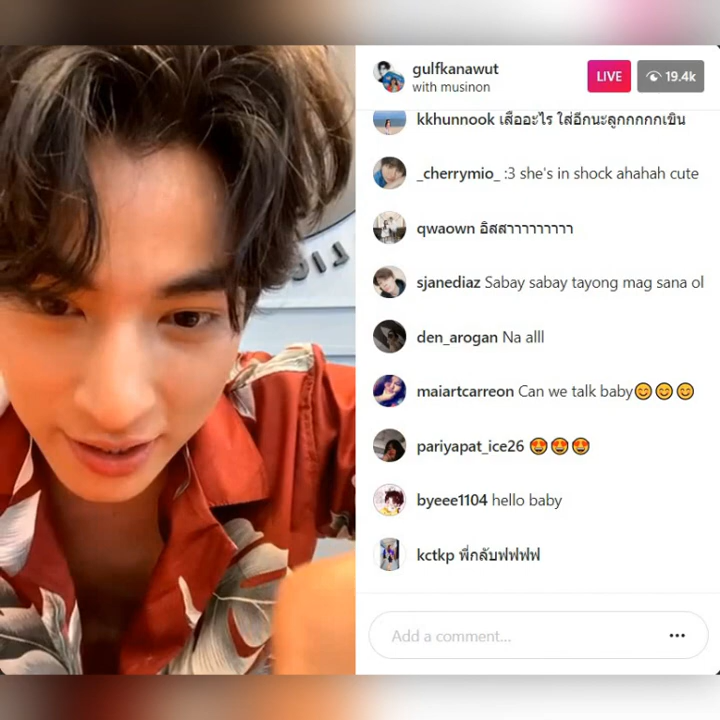 gulfkanawut
with musinon
LIVE
19.4k
kkhunnook เสื้ออะไร ใส่อีกนะลูกกกกกเขิน
_cherrymio_ :3 she's in shock ahahah cute
qwaown อิสสาาาาาาาาา
sjanediaz Sabay sabay tayong mag sana ol
den_arogan Na alll
maiartcarreon Can we talk baby😊😊😊
pariyapat_ice26 😍😍😍
byeee1104 hello baby
kctkp พี่กลับฟฟฟฟ
Add a comment...